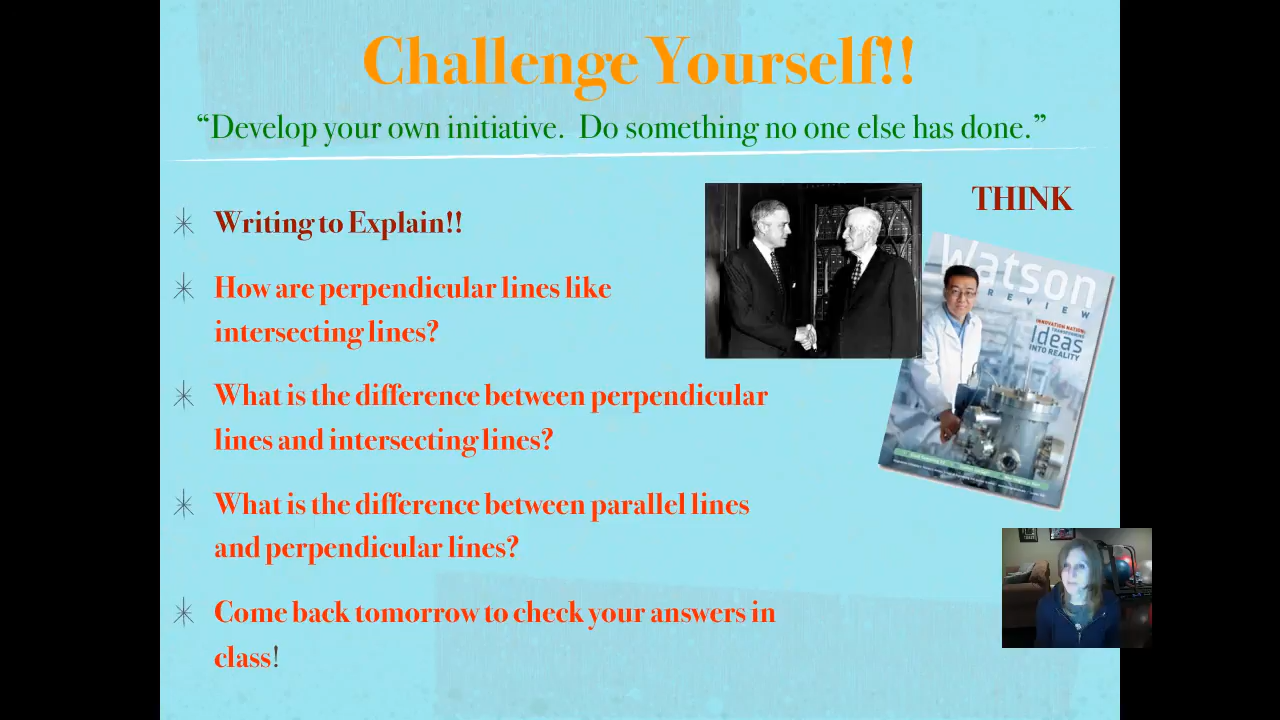 Challenge Yourself!!
“Develop your own initiative.  Do something no one else has done.”
THINK
Writing to Explain!!
How are perpendicular lines like
intersecting lines?
What is the difference between perpendicular
lines and intersecting lines?
What is the difference between parallel lines
and perpendicular lines?
Come back tomorrow to check your answers in
class!
Watson
REVIEW
INNOVATION NATION:
TRANSFORMING
Ideas
INTO REALITY